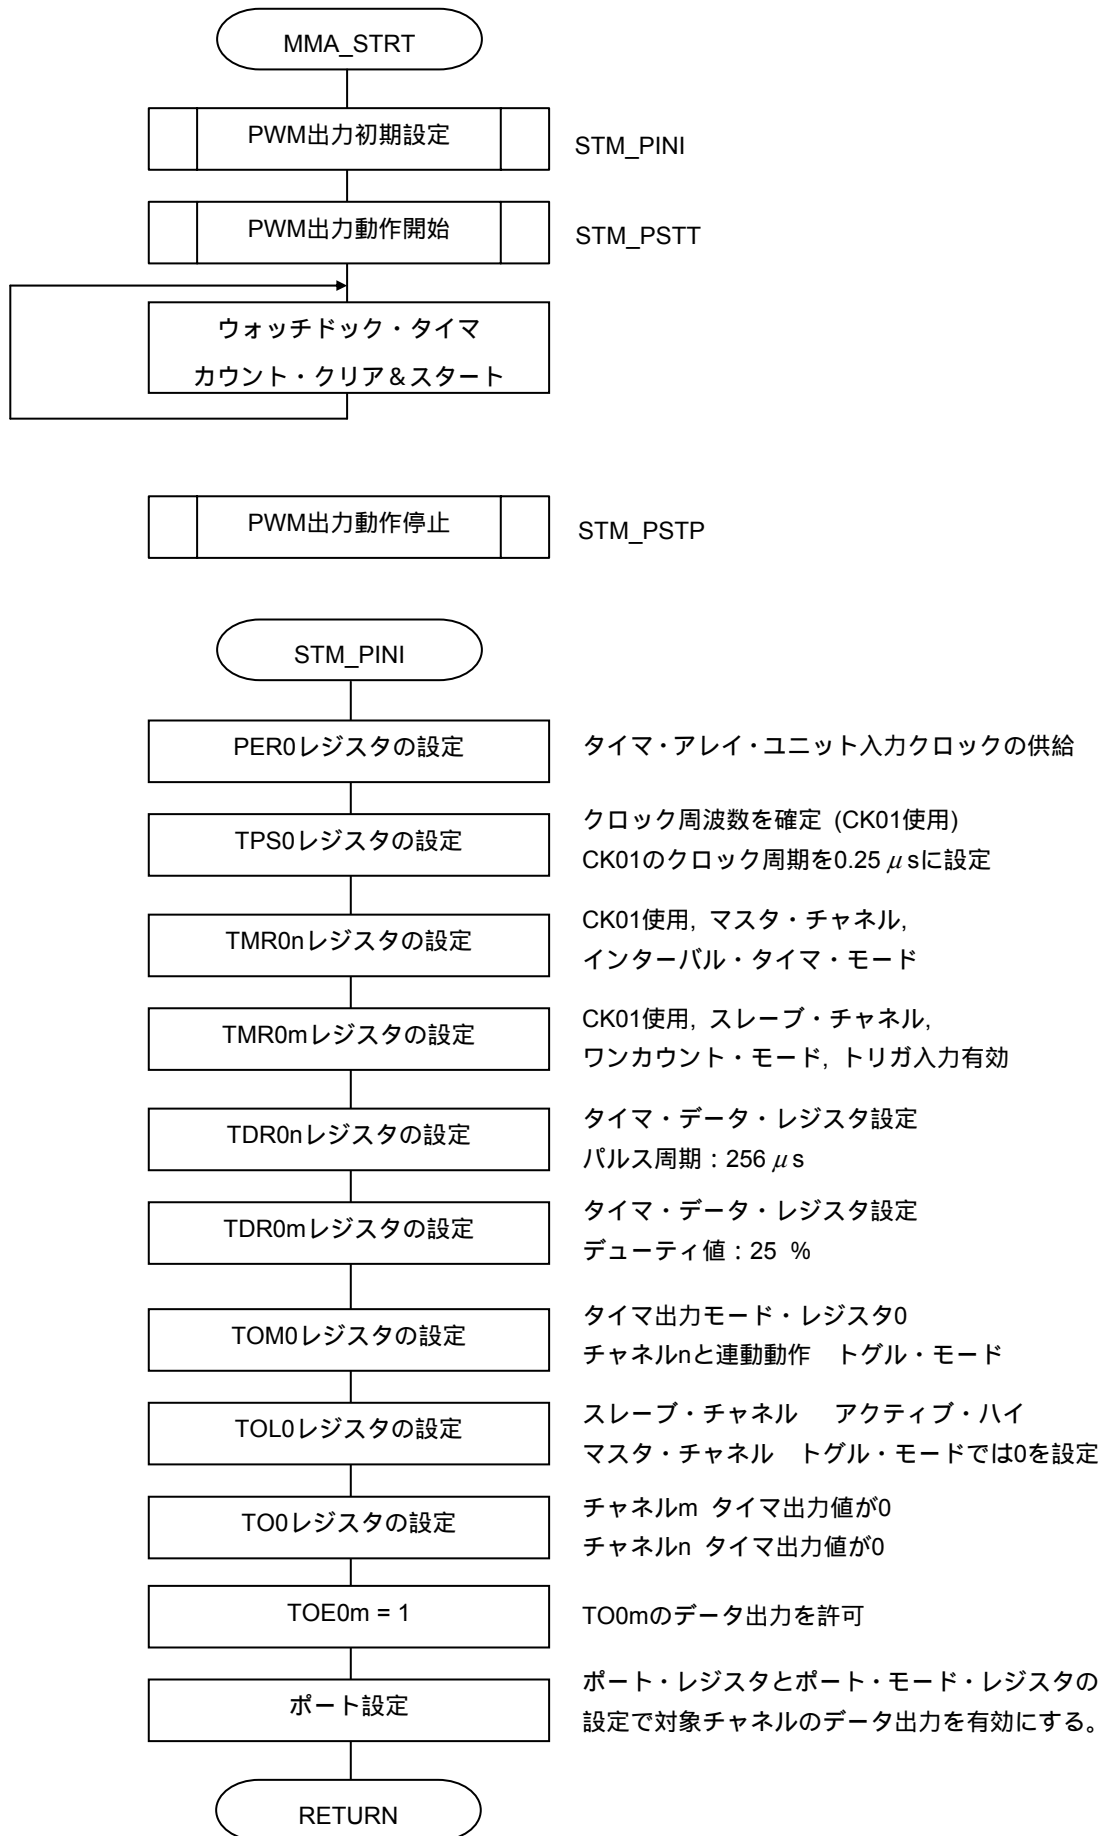 MMA_STRT
PWM出力初期設定
STM_PINI
PWM出力動作開始
STM_PSTT
ウォッチドック・タイマ
カウント・クリア＆スタート
PWM出力動作停止
STM_PSTP
STM_PINI
PER0レジスタの設定
タイマ・アレイ・ユニット入力クロックの供給
TPS0レジスタの設定
クロック周波数を確定 (CK01使用)
CK01のクロック周期を0.25 μsに設定
TMR0nレジスタの設定
CK01使用, マスタ・チャネル,
インターバル・タイマ・モード
TMR0mレジスタの設定
CK01使用, スレーブ・チャネル,
ワンカウント・モード, トリガ入力有効
TDR0nレジスタの設定
タイマ・データ・レジスタ設定
パルス周期：256 μs
TDR0mレジスタの設定
タイマ・データ・レジスタ設定
デューティ値：25 %
TOM0レジスタの設定
タイマ出力モード・レジスタ0
チャネルnと連動動作　トグル・モード
TOL0レジスタの設定
スレーブ・チャネル　 アクティブ・ハイ
マスタ・チャネル　トグル・モードでは0を設定
TO0レジスタの設定
チャネルm タイマ出力値が0
チャネルn タイマ出力値が0
TOE0m = 1
TO0mのデータ出力を許可
ポート設定
ポート・レジスタとポート・モード・レジスタの
設定で対象チャネルのデータ出力を有効にする。
RETURN